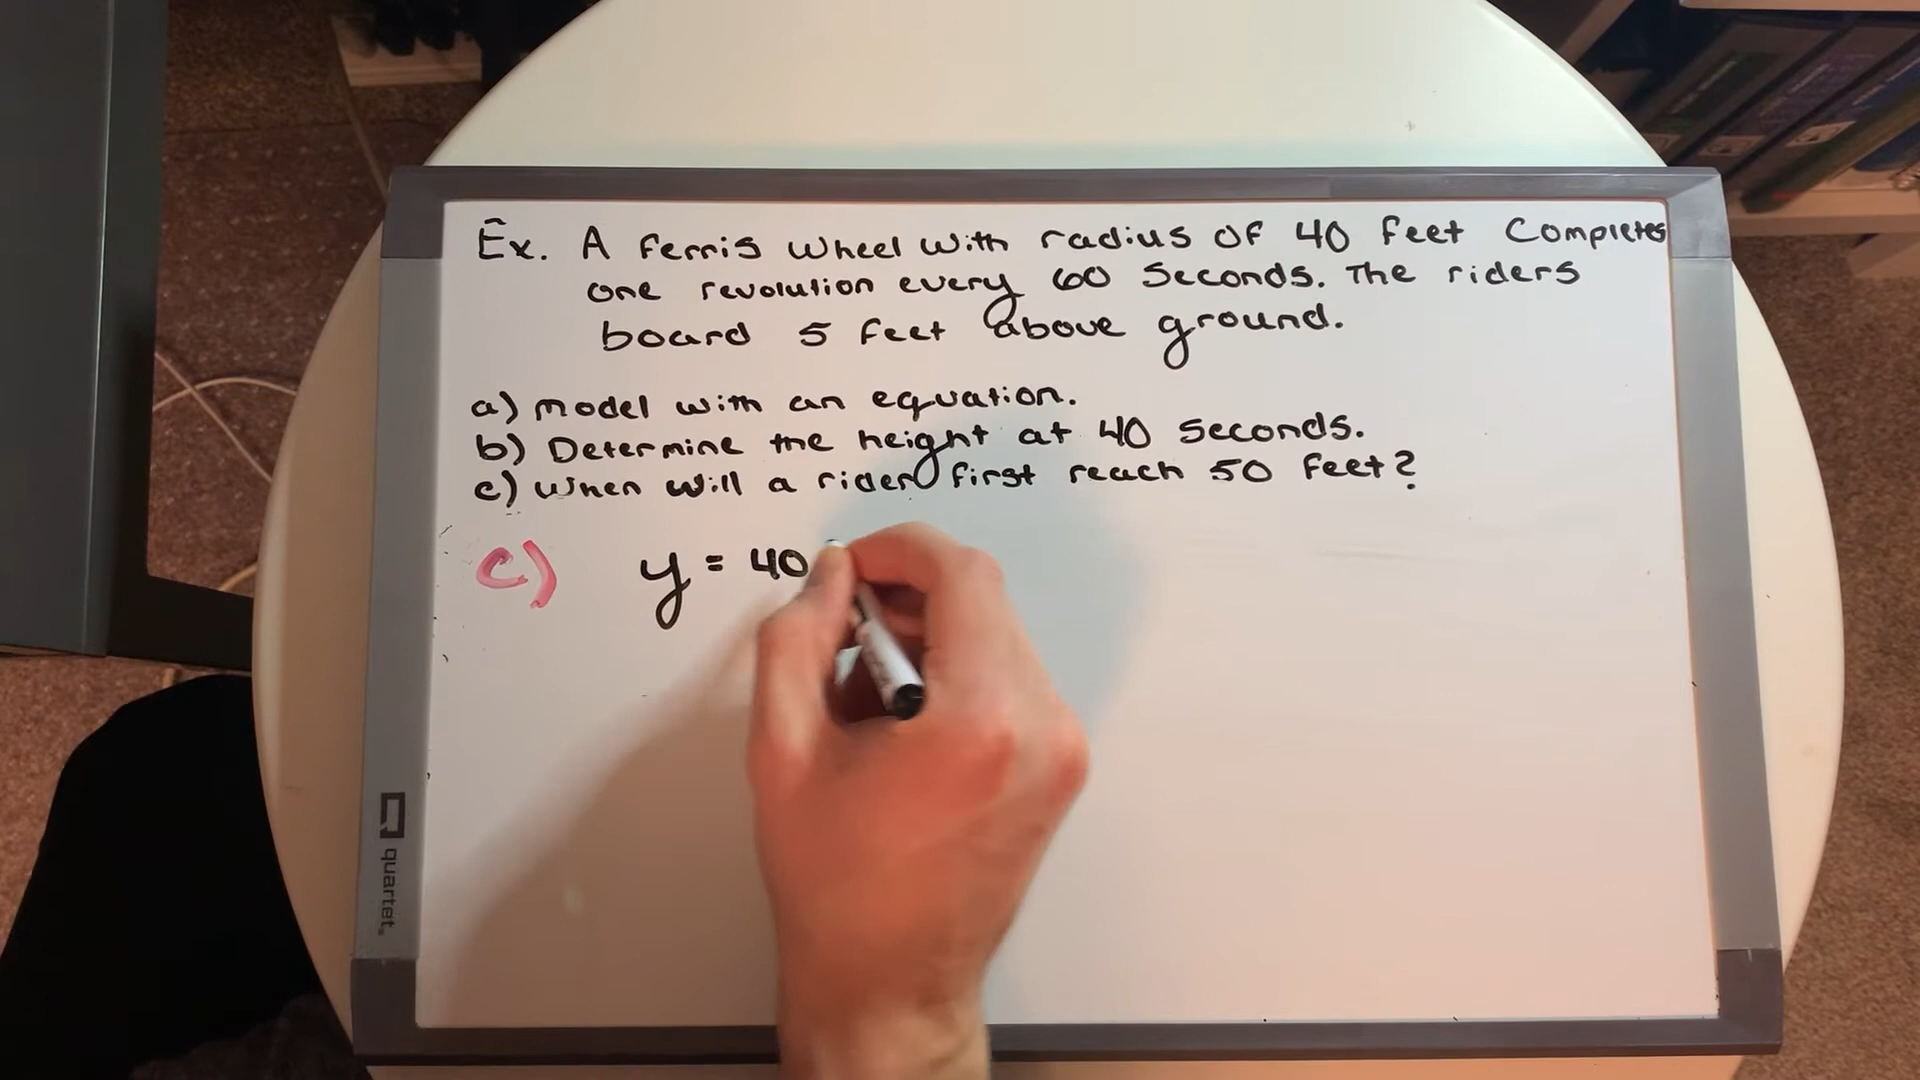 Ex. A Ferris Wheel with radius of 40 feet Completes
one revolution every 60 Seconds. The riders
board 5 feet above ground.
a) model with an equation.
b) Determine the height at 40 seconds.
c) when will a rider first reach 50 feet?
c) y = 40
quartet